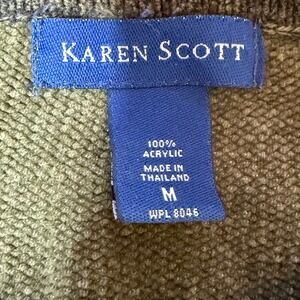 KAREN SCOTT
100%
ACRYLIC
MADE IN
THAILAND
M
WPL 8046